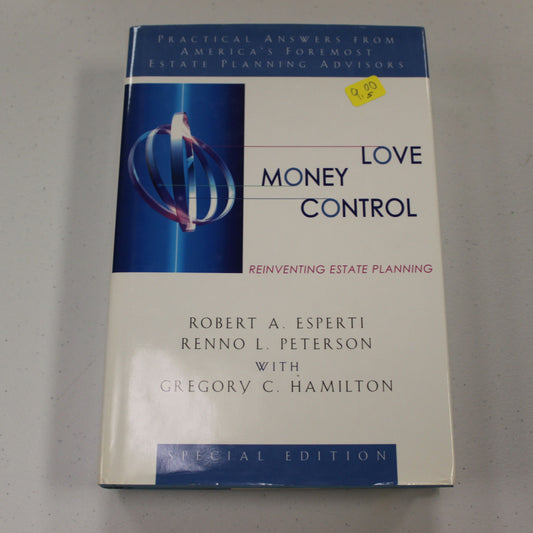 PRACTICAL ANSWERS FROM
AMERICA'S FOREMOST
ESTATE PLANNING ADVISORS
9.00
s
LOVE
MONEY
CONTROL
REINVENTING ESTATE PLANNING
ROBERT A. ESPERTI
RENNO L. PETERSON
WITH
GREGORY C. HAMILTON
SPECIAL EDITION